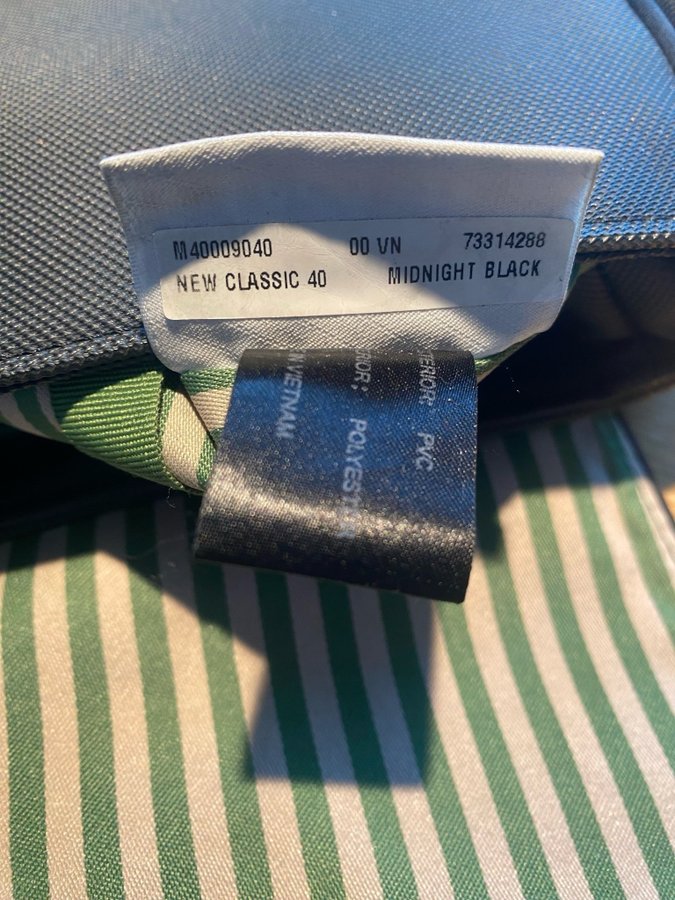 M40009040 00 VN 73314288
NEW CLASSIC 40 MIDNIGHT BLACK
PVC
POLYESTER
VIETNAM